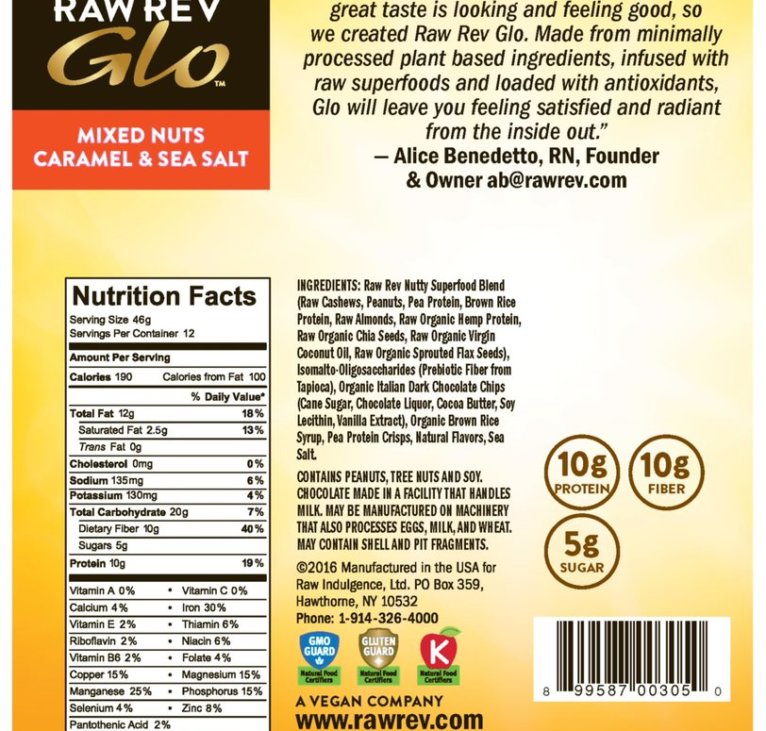 RAW REV
Glo™
MIXED NUTS
CARAMEL & SEA SALT
great taste is looking and feeling good, so
we created Raw Rev Glo. Made from minimally
processed plant based ingredients, infused with
raw superfoods and loaded with antioxidants,
Glo will leave you feeling satisfied and radiant
from the inside out.”
— Alice Benedetto, RN, Founder
& Owner ab@rawrev.com
Nutrition Facts
Serving Size 46g
Servings Per Container 12
Amount Per Serving
Calories 190 Calories from Fat 100
% Daily Value*
Total Fat 12g 18%
Saturated Fat 2.5g 13%
Trans Fat 0g
Cholesterol 0mg 0%
Sodium 135mg 6%
Potassium 130mg 4%
Total Carbohydrate 20g 7%
Dietary Fiber 10g 40%
Sugars 5g
Protein 10g 19%
Vitamin A 0% • Vitamin C 0%
Calcium 4% • Iron 30%
Vitamin E 2% • Thiamin 6%
Riboflavin 2% • Niacin 6%
Vitamin B6 2% • Folate 4%
Copper 15% • Magnesium 15%
Manganese 25% • Phosphorus 15%
Selenium 4% • Zinc 8%
Pantothenic Acid 2%
INGREDIENTS: Raw Rev Nutty Superfood Blend
(Raw Cashews, Peanuts, Pea Protein, Brown Rice
Protein, Raw Almonds, Raw Organic Hemp Protein,
Raw Organic Chia Seeds, Raw Organic Virgin
Coconut Oil, Raw Organic Sprouted Flax Seeds),
Isomalto-Oligosaccharides (Prebiotic Fiber from
Tapioca), Organic Italian Dark Chocolate Chips
(Cane Sugar, Chocolate Liquor, Cocoa Butter, Soy
Lecithin, Vanilla Extract), Organic Brown Rice
Syrup, Pea Protein Crisps, Natural Flavors, Sea
Salt.
CONTAINS PEANUTS, TREE NUTS AND SOY.
CHOCOLATE MADE IN A FACILITY THAT HANDLES
MILK. MAY BE MANUFACTURED ON MACHINERY
THAT ALSO PROCESSES EGGS, MILK, AND WHEAT.
MAY CONTAIN SHELL AND PIT FRAGMENTS.
©2016 Manufactured in the USA for
Raw Indulgence, Ltd. PO Box 359,
Hawthorne, NY 10532
Phone: 1-914-326-4000
GMO
GUARD
Natural Food
Certifiers
GLUTEN
GUARD
Natural Food
Certifiers
K
Natural Food
Certifiers
A VEGAN COMPANY
www.rawrev.com
10g
PROTEIN
10g
FIBER
5g
SUGAR
8 99587 00305 0